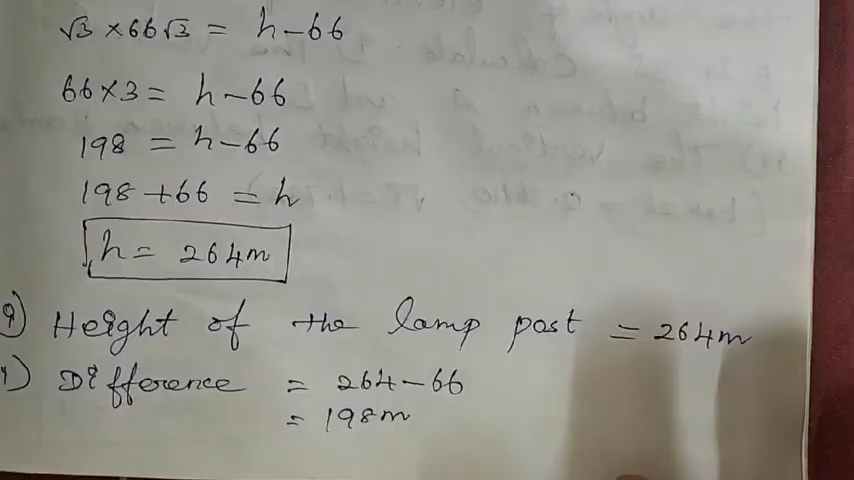 √3 × 66√3 = h - 66
66 × 3 = h - 66
198 = h - 66
198 + 66 = h
h = 264m
i) Height of the lamp post = 264m
) Difference = 264 - 66
= 198m